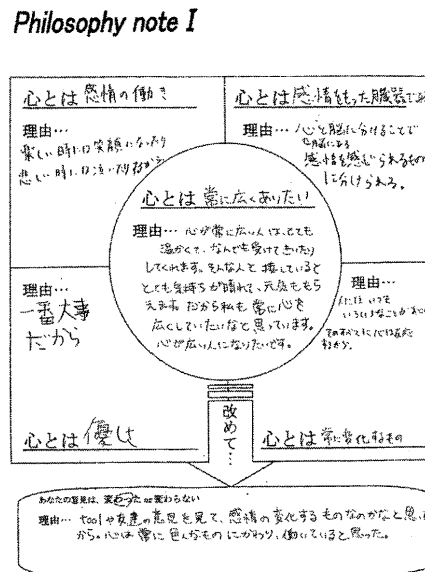 Philosophy note I
心とは 感情の働き
理由…
楽しい時には笑顔になったり
悲しい時には泣いたり
心とは感情をもった臓器で
理由… 心と脳に分けることで
感情を感じられるもの
に分けられる。
心とは 常に広くありたい
理由… 心が常に広い人は、とても
温かくて、なんでも受けて
してくれます。そんな人と接していると
とても気持ちが晴れて、元気をもら
えます。だから私も常に心を
広くしていたいなと思っています。
心が広い人になりたいです。
理由…
一番大事
だから
心とは 優しさ
理由…
人には いつも
心とは 常に変化するもの
改めて…
あなたの意見は、変わった or 変わらない
理由… toolや友達の意見を見て、感情の変化するものなのかなと思
から。心は常に色んなものにかわり、働いていると思った。